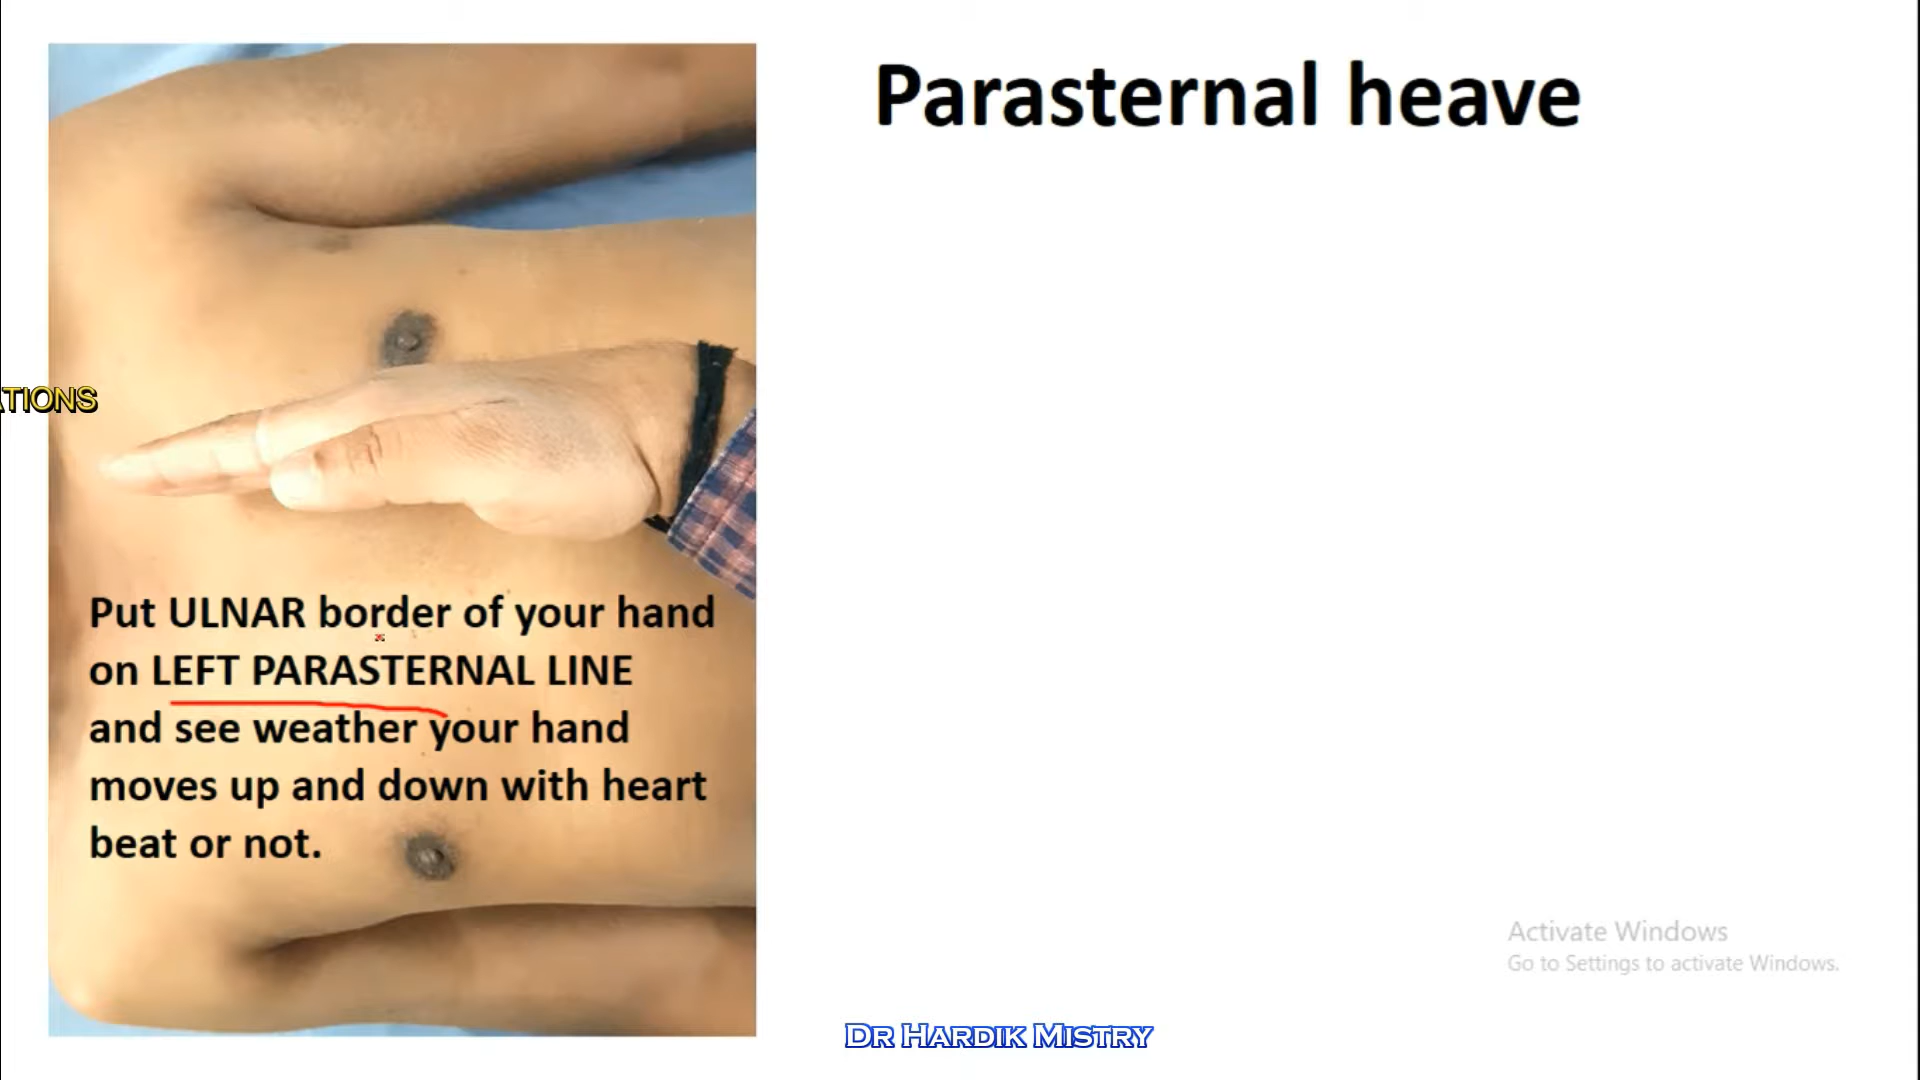 Parasternal heave
ATIONS
Put ULNAR border of your hand
on LEFT PARASTERNAL LINE
and see weather your hand
moves up and down with heart
beat or not.
Activate Windows
Go to Settings to activate Windows.
Dr Hardik Mistry